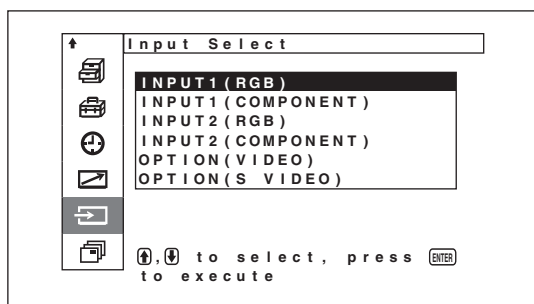 Input Select
INPUT1(RGB)
INPUT1(COMPONENT)
INPUT2(RGB)
INPUT2(COMPONENT)
OPTION(VIDEO)
OPTION(S VIDEO)
↑,↓ to select, press ENTER
to execute